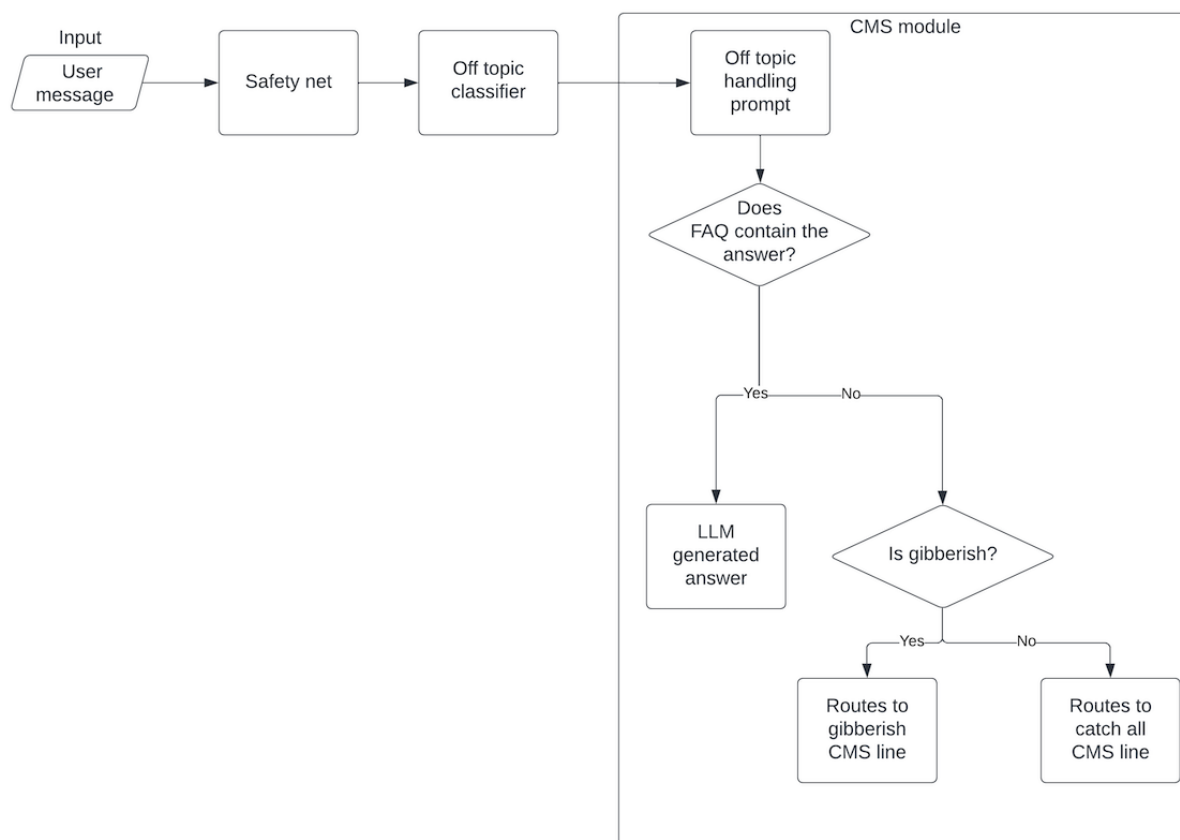 Input
User
message
Safety net
Off topic
classifier
CMS module
Off topic
handling
prompt
Does
FAQ contain the
answer?
Yes
No
LLM
generated
answer
Is gibberish?
Yes
No
Routes to
gibberish
CMS line
Routes to
catch all
CMS line